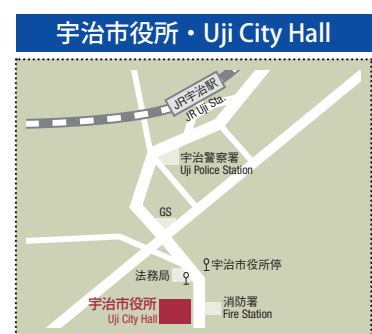 宇治市役所・Uji City Hall
JR宇治駅
JR Uji Sta.
宇治警察署
Uji Police Station
GS
宇治市役所停
法務局
宇治市役所
Uji City Hall
消防署
Fire Station